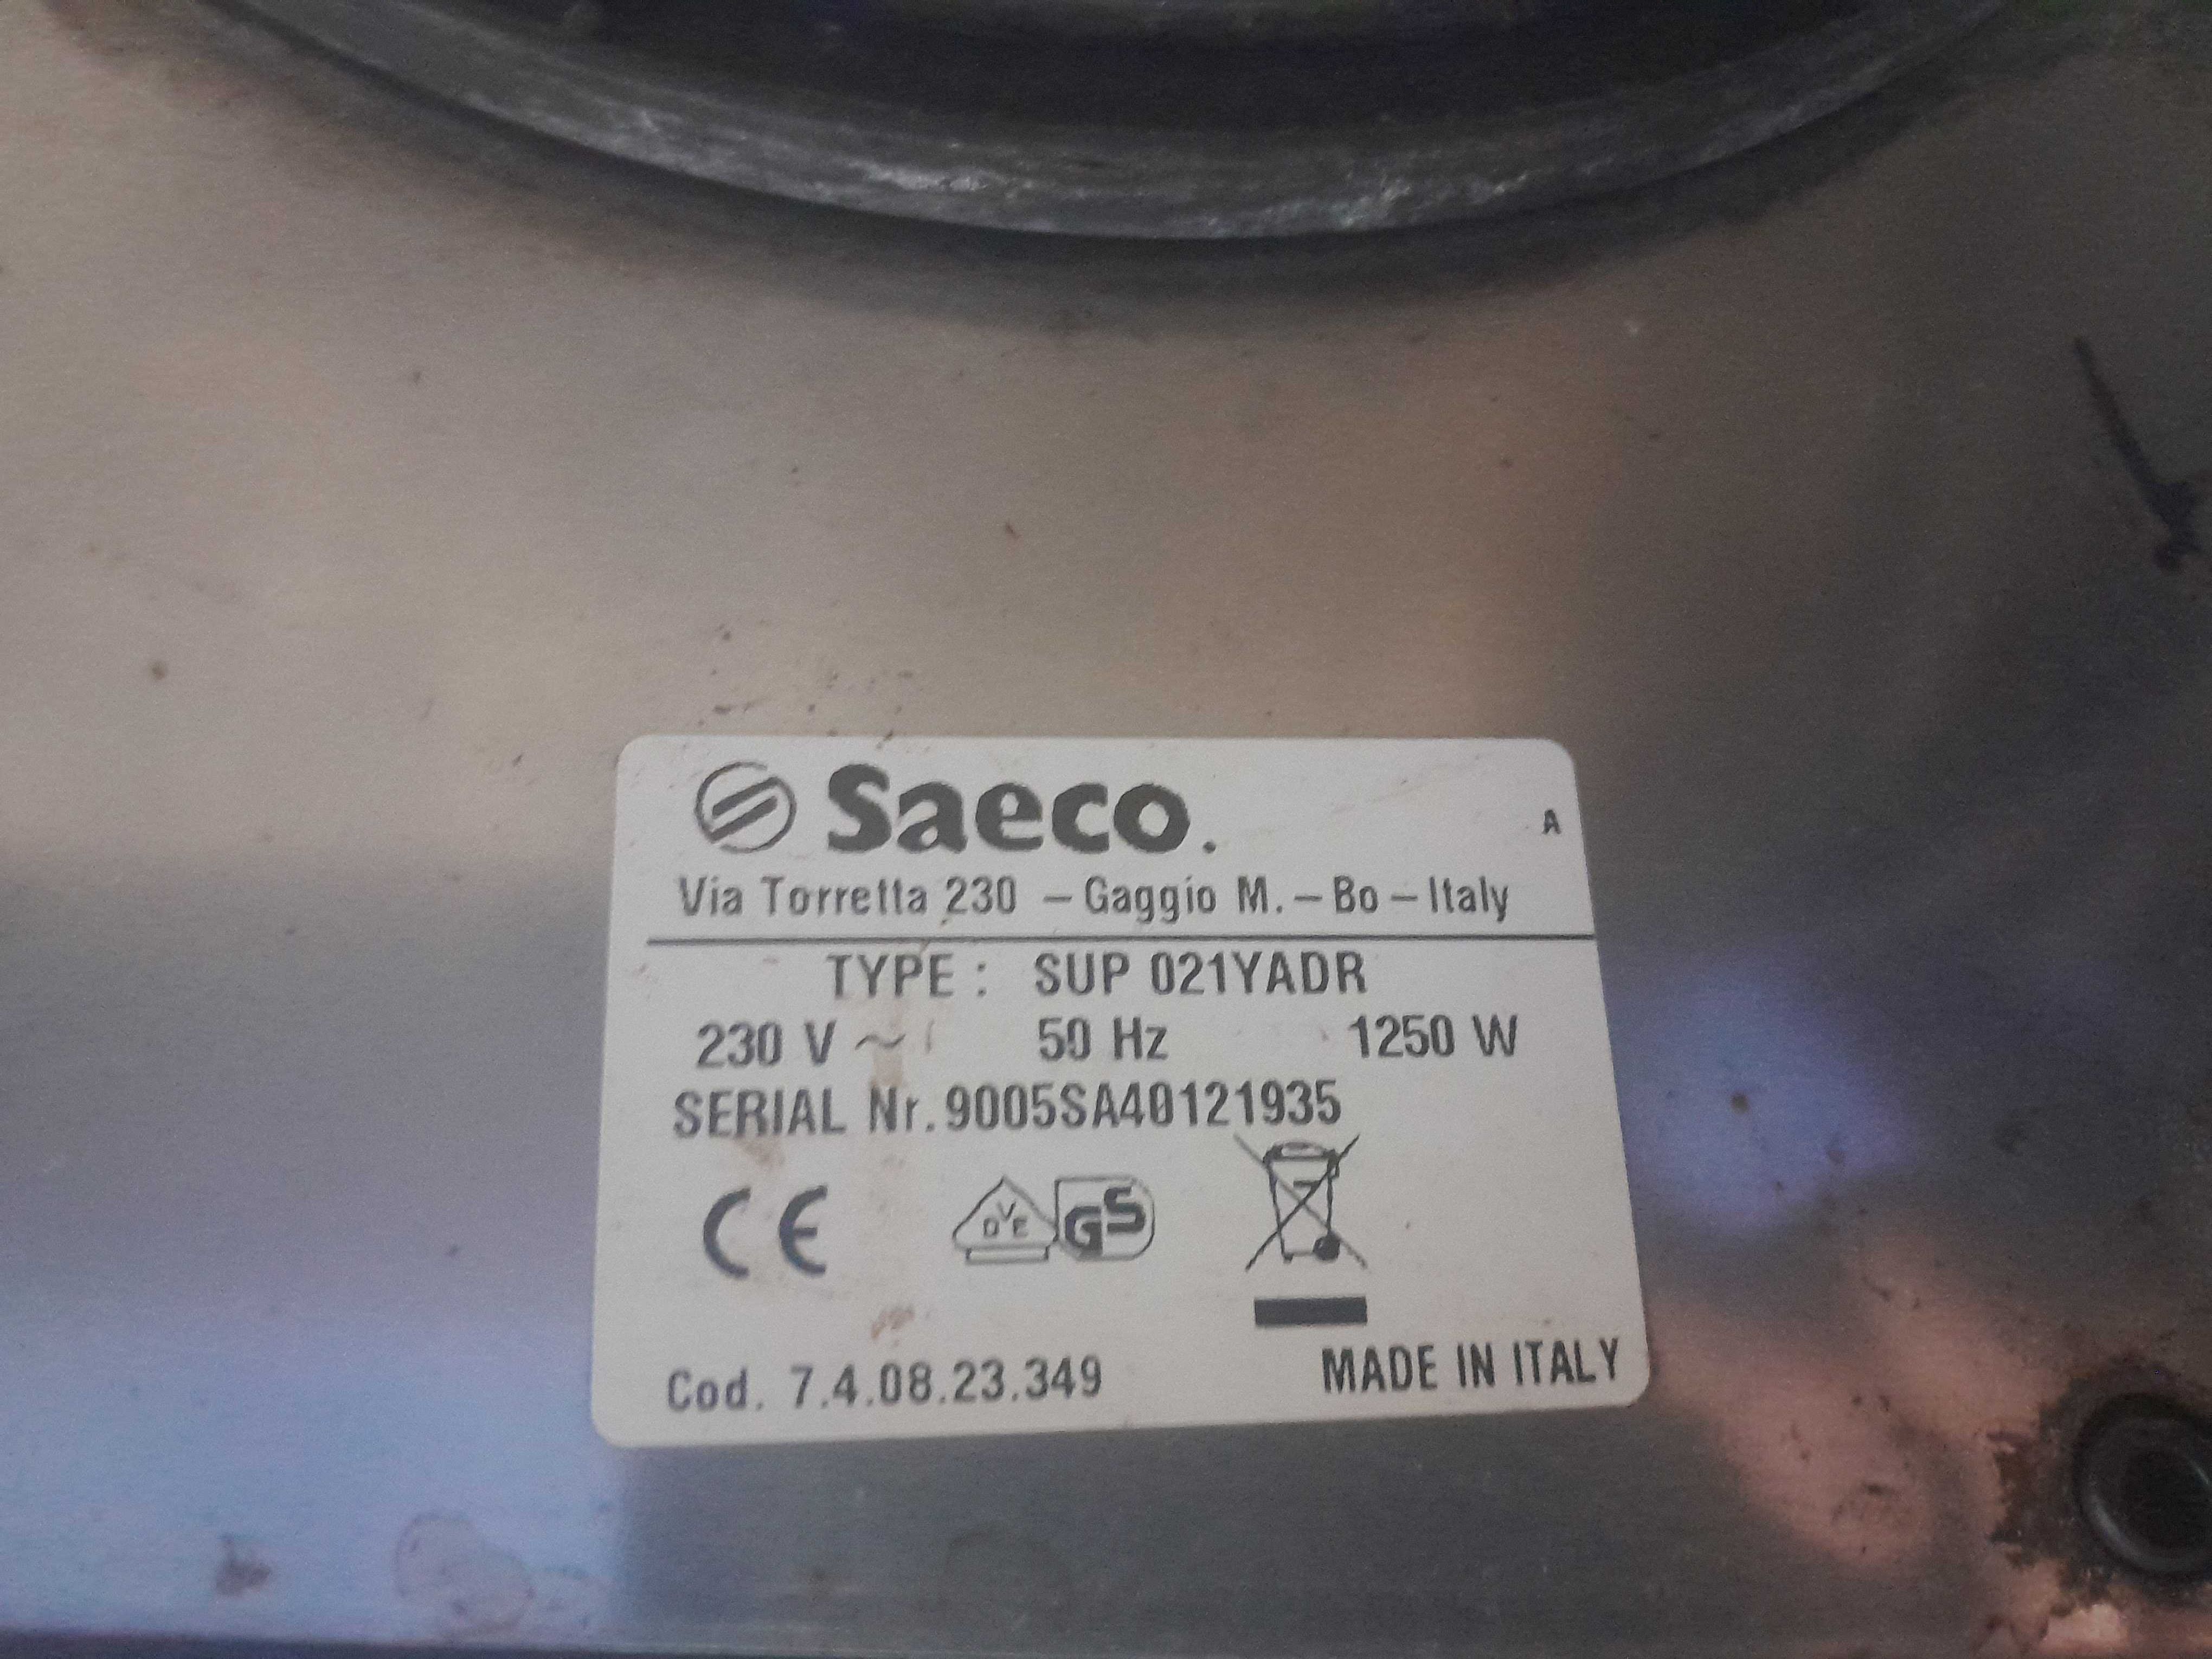 Saeco.
A
Via Torretta 230 – Gaggio M. – Bo – Italy
TYPE : SUP 021YADR
230 V ~ 50 Hz 1250 W
SERIAL Nr. 9005SA40121935
CE DVE GS
Cod. 7.4.08.23.349 MADE IN ITALY